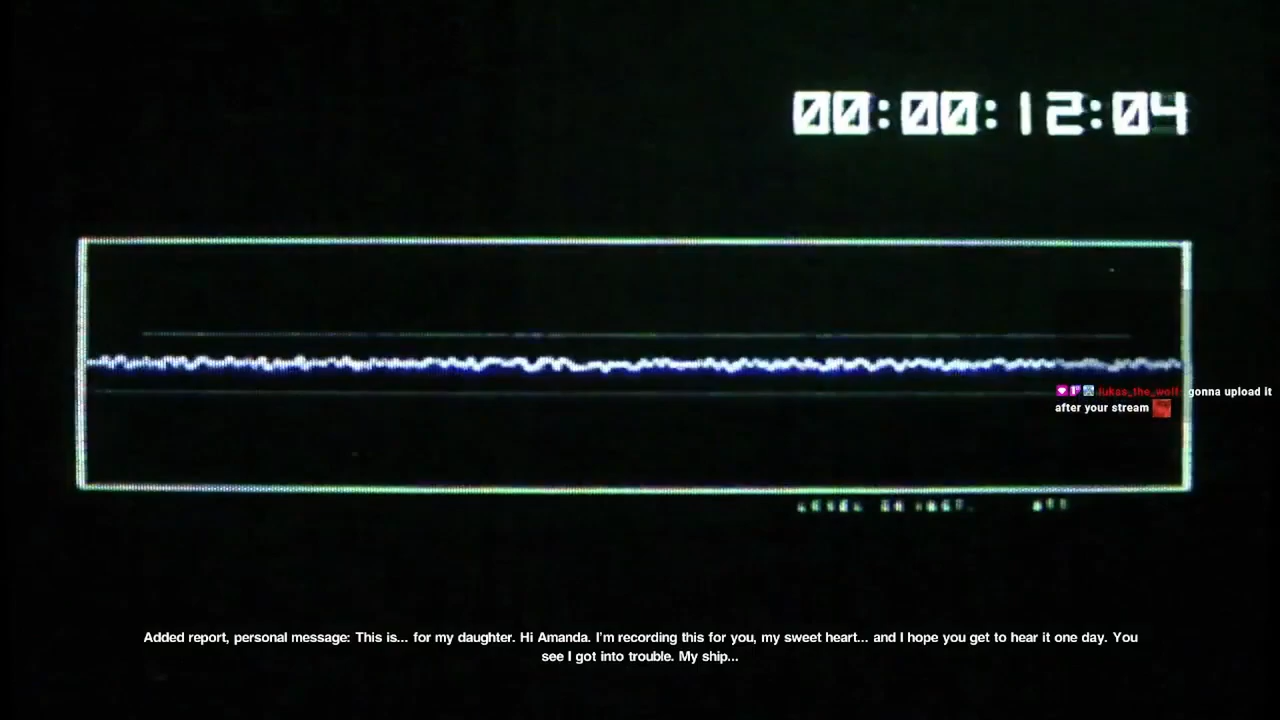 00:00:12:04
lukas_the_wolf gonna upload it
after your stream
Added report, personal message: This is... for my daughter. Hi Amanda. I'm recording this for you, my sweet heart... and I hope you get to hear it one day. You
see I got into trouble. My ship...